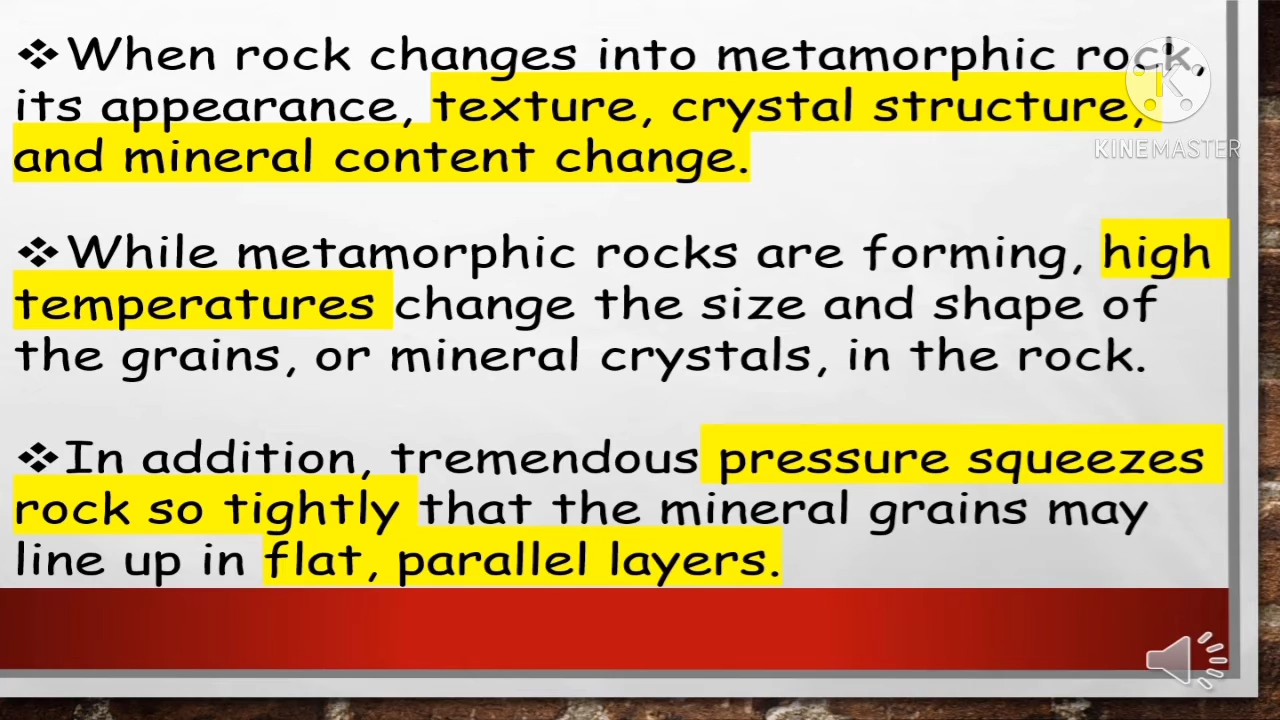 ❖When rock changes into metamorphic rock,
its appearance, texture, crystal structure,
and mineral content change.
❖While metamorphic rocks are forming, high
temperatures change the size and shape of
the grains, or mineral crystals, in the rock.
❖In addition, tremendous pressure squeezes
rock so tightly that the mineral grains may
line up in flat, parallel layers.
K
KINEMASTER